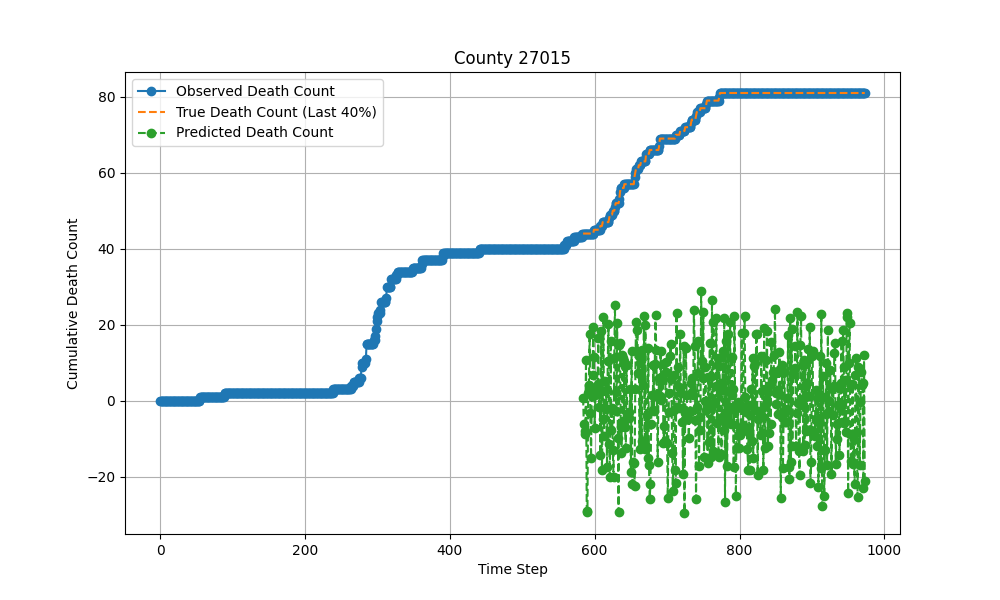 County 27015
Observed Death Count
True Death Count (Last 40%)
Predicted Death Count
Cumulative Death Count
80
60
40
20
0
−20
0 200 400 600 800 1000
Time Step